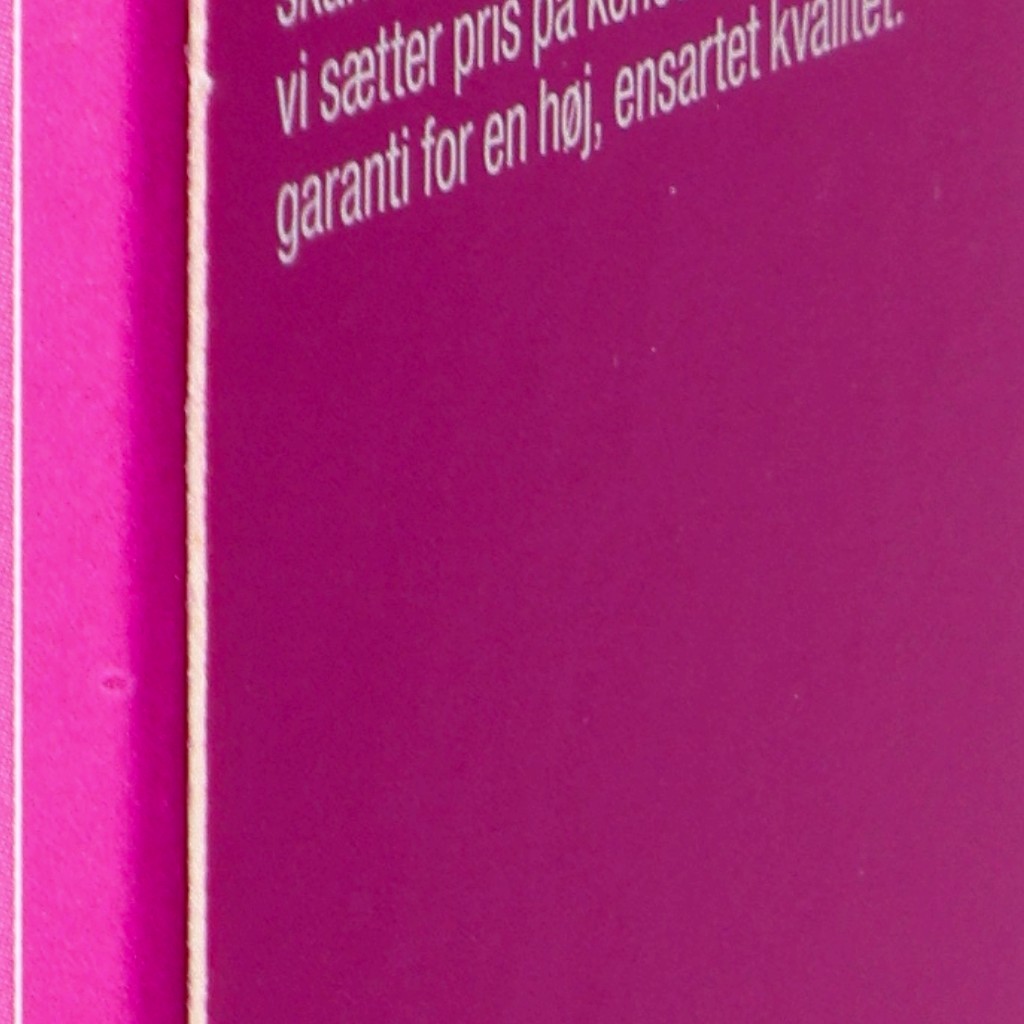 vi sætter pris på
garanti for en høj, ensartet kvalitet.